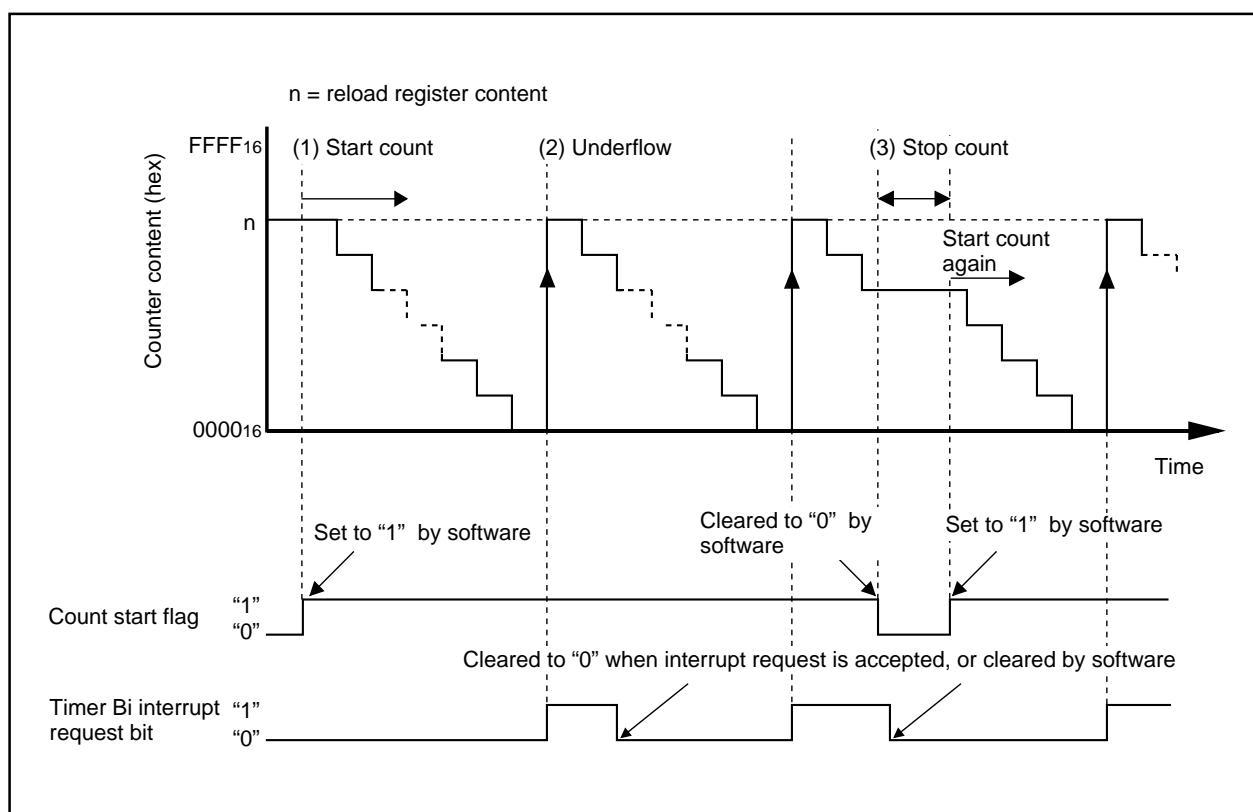 n = reload register content
FFFF16
(1) Start count
(2) Underflow
(3) Stop count
Counter content (hex)
n
Start count
again
000016
Time
Set to “1” by software
Cleared to “0” by
software
Set to “1” by software
Count start flag
“1”
“0”
Cleared to “0” when interrupt request is accepted, or cleared by software
Timer Bi interrupt
request bit
“1”
“0”